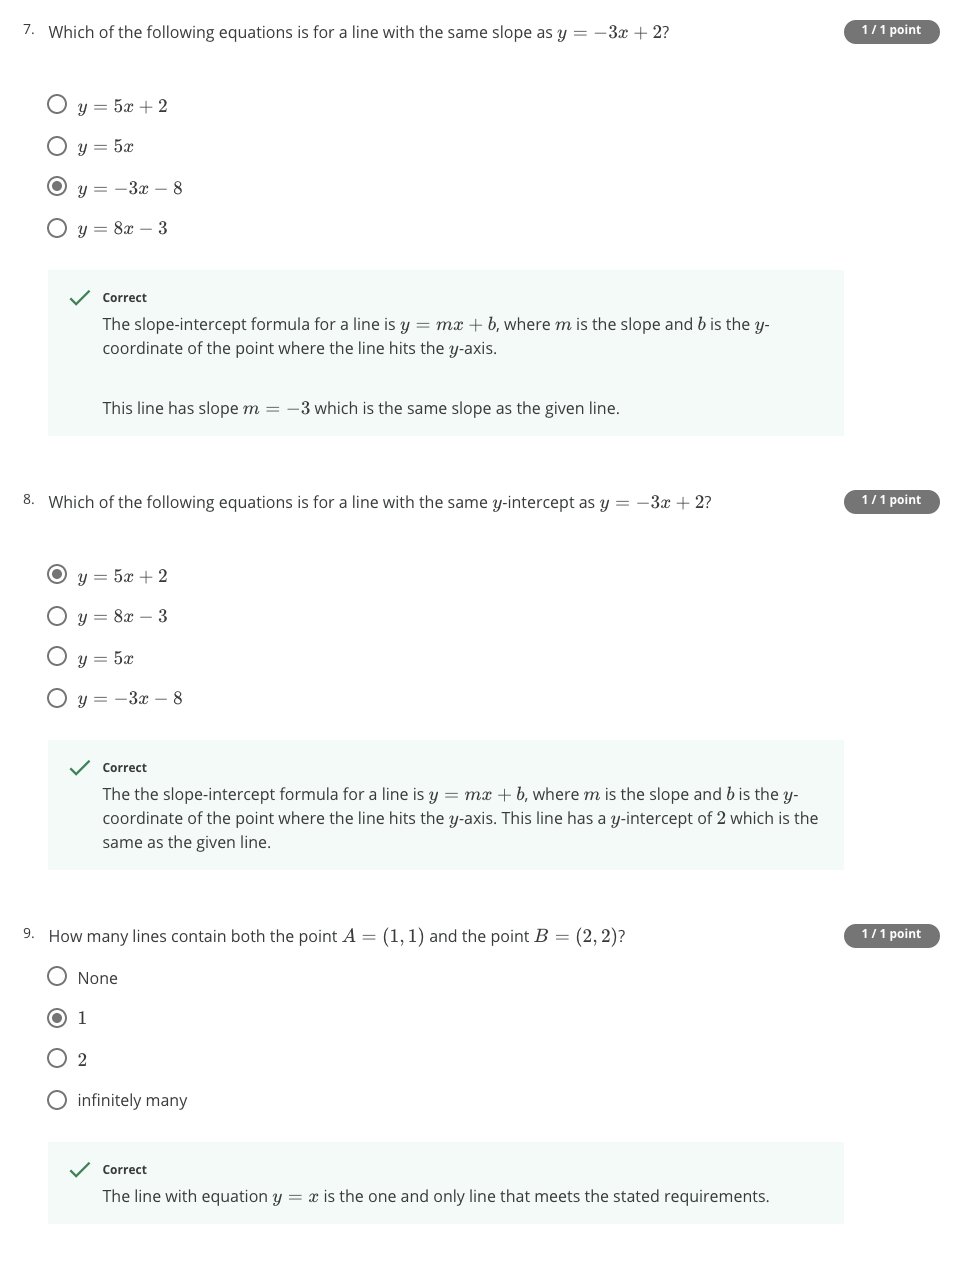 7. Which of the following equations is for a line with the same slope as y = −3x + 2? 1 / 1 point
y = 5x + 2
y = 5x
y = −3x − 8
y = 8x − 3
Correct
The slope-intercept formula for a line is y = mx + b, where m is the slope and b is the y-
coordinate of the point where the line hits the y-axis.
This line has slope m = −3 which is the same slope as the given line.
8. Which of the following equations is for a line with the same y-intercept as y = −3x + 2? 1 / 1 point
y = 5x + 2
y = 8x − 3
y = 5x
y = −3x − 8
Correct
The the slope-intercept formula for a line is y = mx + b, where m is the slope and b is the y-
coordinate of the point where the line hits the y-axis. This line has a y-intercept of 2 which is the
same as the given line.
9. How many lines contain both the point A = (1, 1) and the point B = (2, 2)? 1 / 1 point
None
1
2
infinitely many
Correct
The line with equation y = x is the one and only line that meets the stated requirements.